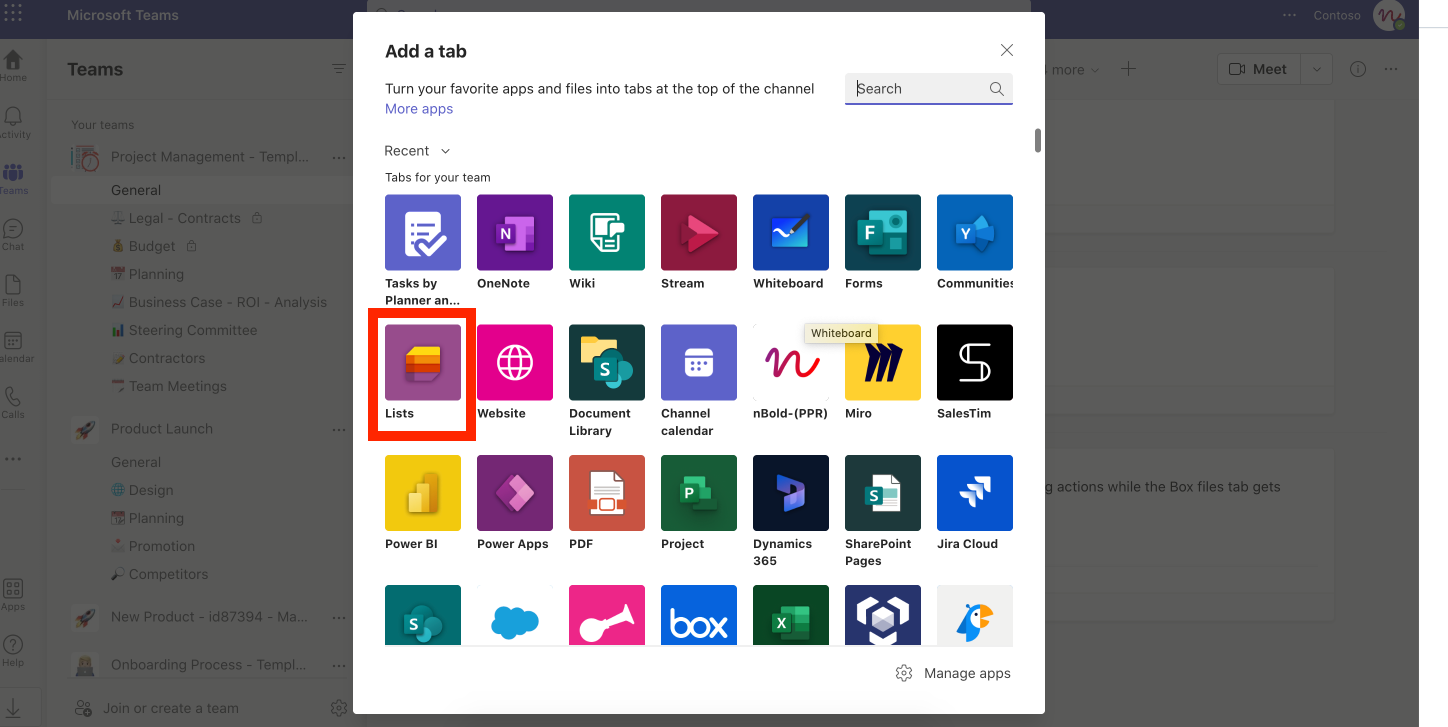 Microsoft Teams
Search
Contoso
Home
Activity
Teams
Chat
Files
Calendar
Calls
Apps
Help
Teams
Your teams
Project Management - Templ...
General
Legal - Contracts
Budget
Planning
Business Case - ROI - Analysis
Steering Committee
Contractors
Team Meetings
Product Launch
General
Design
Planning
Promotion
Competitors
New Product - id87394 - Ma...
Onboarding Process - Templ...
Join or create a team
more
Meet
actions while the Box files tab gets
Add a tab
Turn your favorite apps and files into tabs at the top of the channel
More apps
Search
Recent
Tabs for your team
N
F
Y
Tasks by
Planner an...
OneNote
Wiki
Stream
Whiteboard
Forms
Communities
Whiteboard
S
Lists
Website
Document
Library
Channel
calendar
nBold-(PPR)
Miro
SalesTim
P
S
Power BI
Power Apps
PDF
Project
Dynamics
365
SharePoint
Pages
Jira Cloud
S
box
X
Manage apps